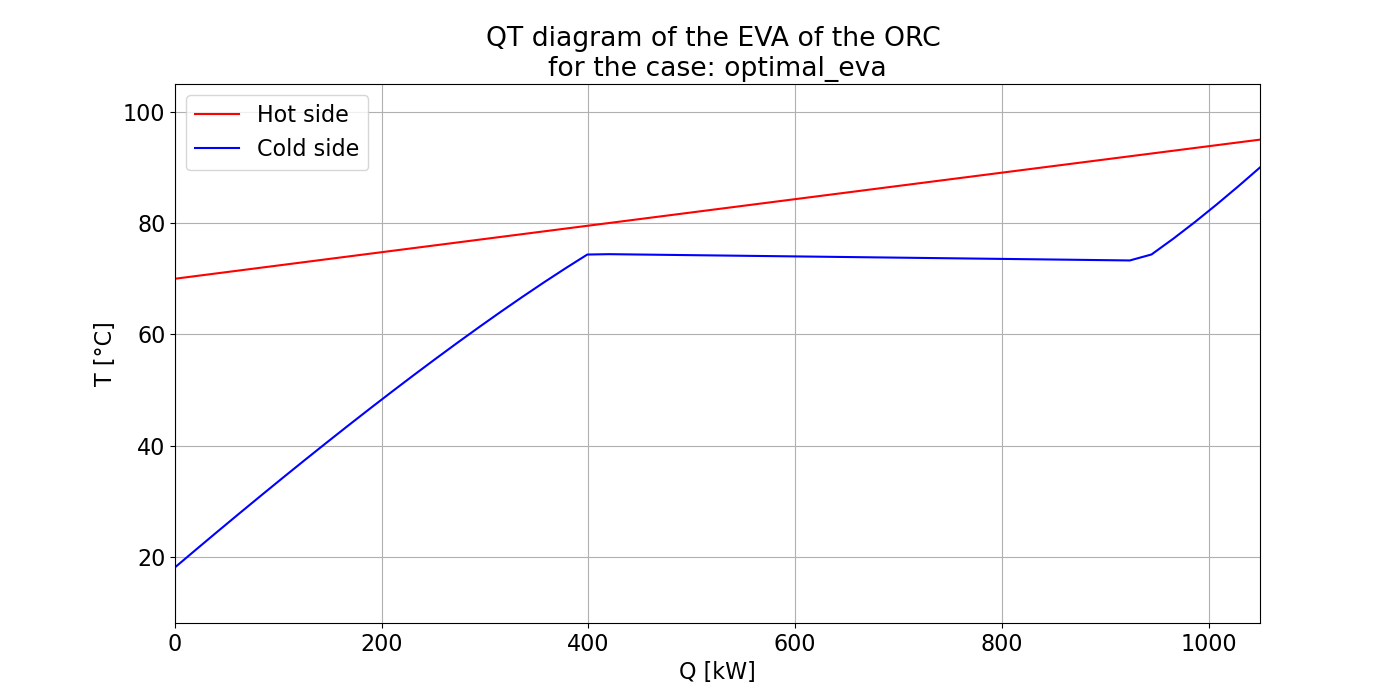 QT diagram of the EVA of the ORC
for the case: optimal_eva
Hot side
Cold side
100
80
60
40
20
T [°C]
0 200 400 600 800 1000
Q [kW]